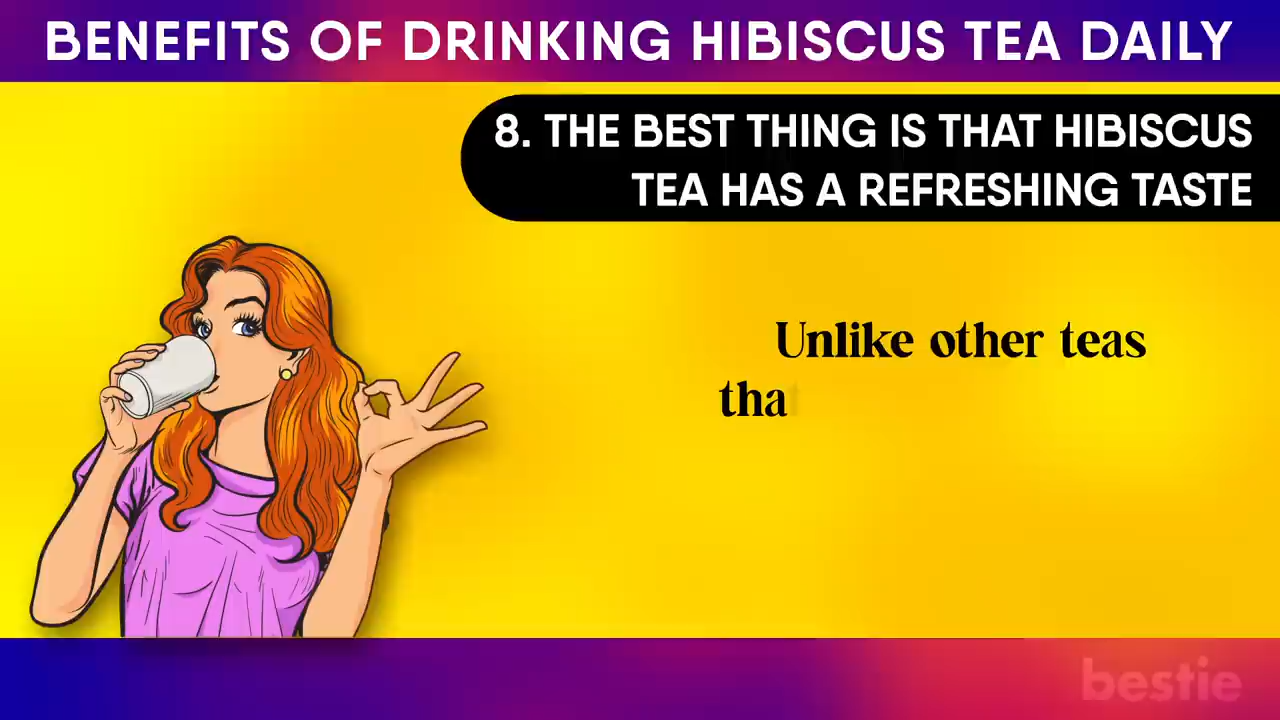 BENEFITS OF DRINKING HIBISCUS TEA DAILY
8. THE BEST THING IS THAT HIBISCUS
TEA HAS A REFRESHING TASTE
Unlike other teas
that
bestie